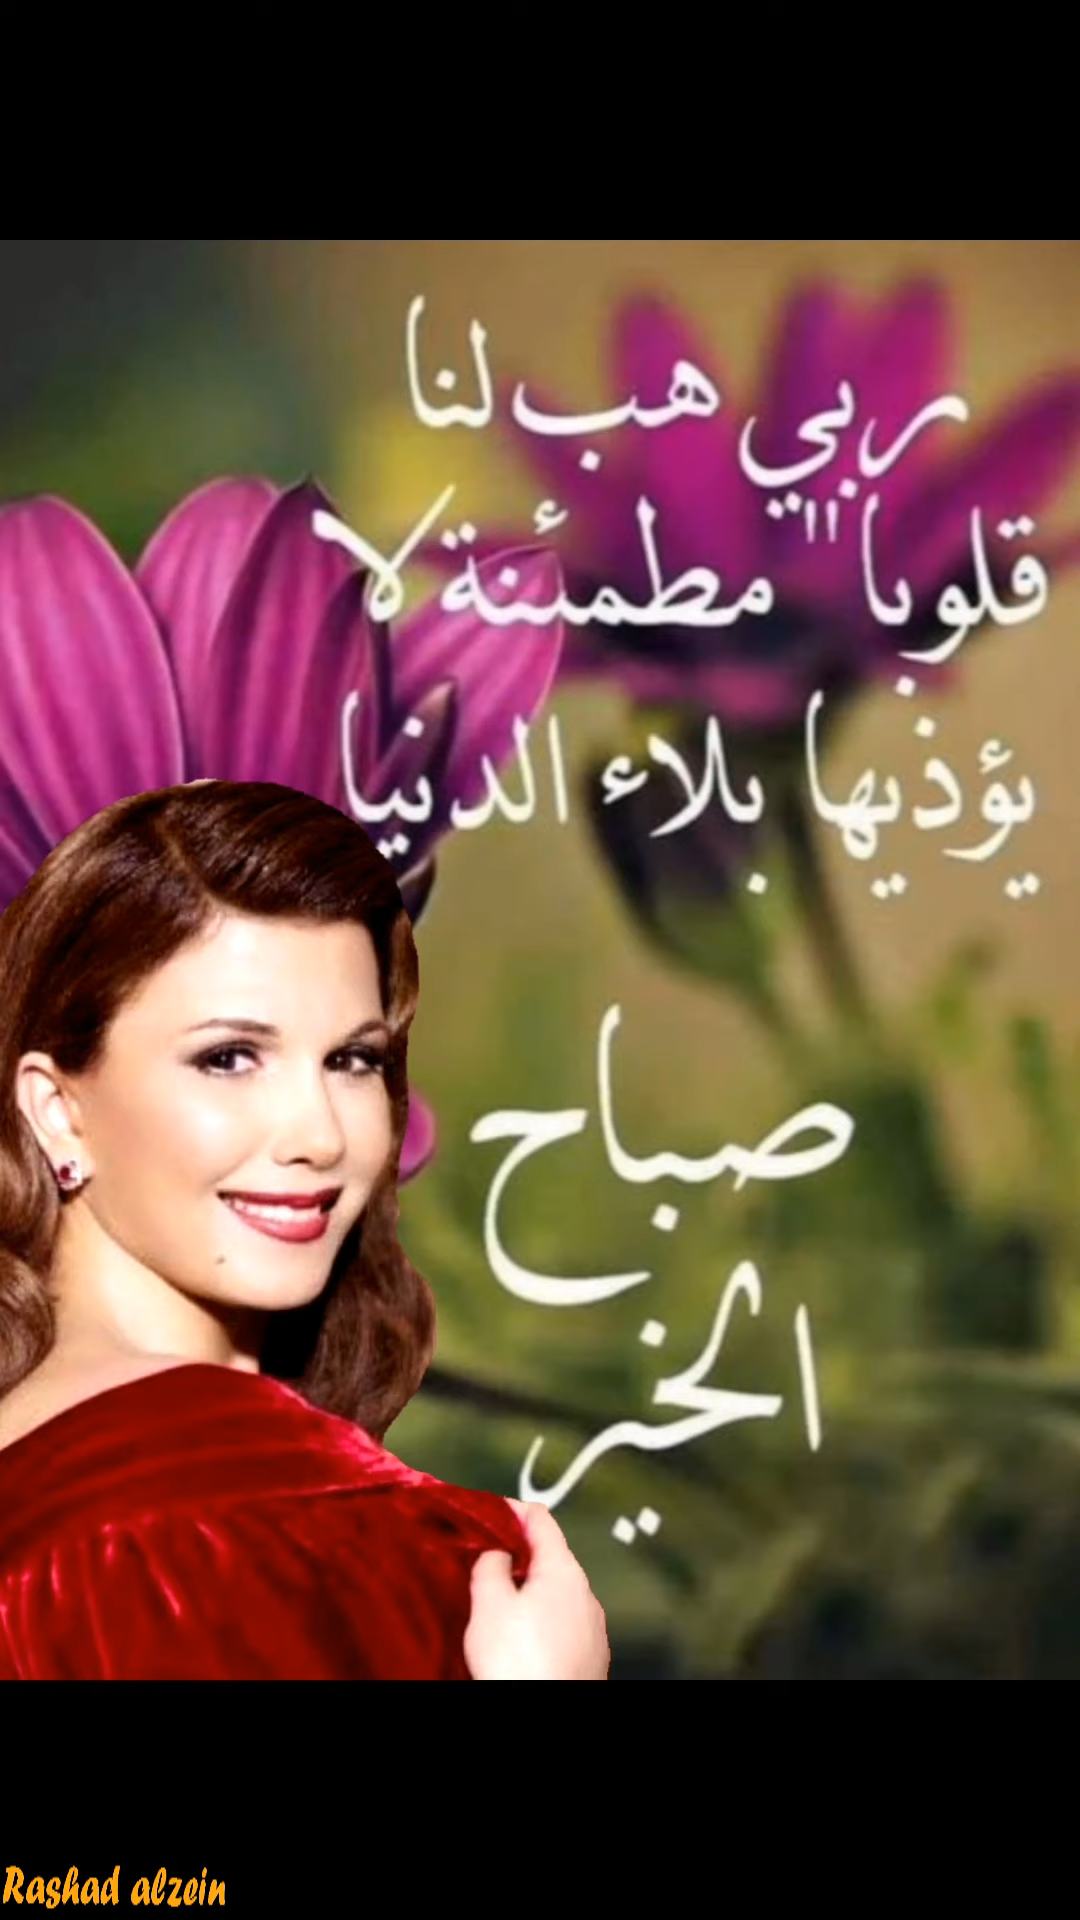 ربي هب لنا
قلوباً مطمئنة لا
يؤذيها بلاء الدنيا
صباح
الخير
Rashad alzein